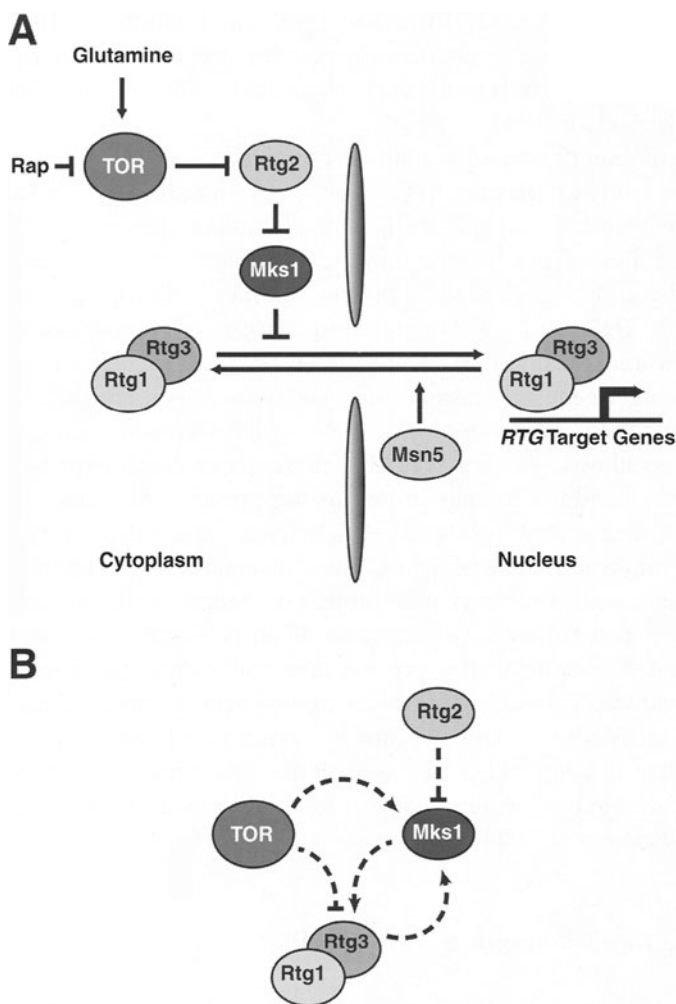 A
Glutamine
Rap
TOR
Rtg2
Mks1
Rtg3
Rtg1
Rtg3
Rtg1
RTG Target Genes
Msn5
Cytoplasm
Nucleus
B
Rtg2
TOR
Mks1
Rtg3
Rtg1